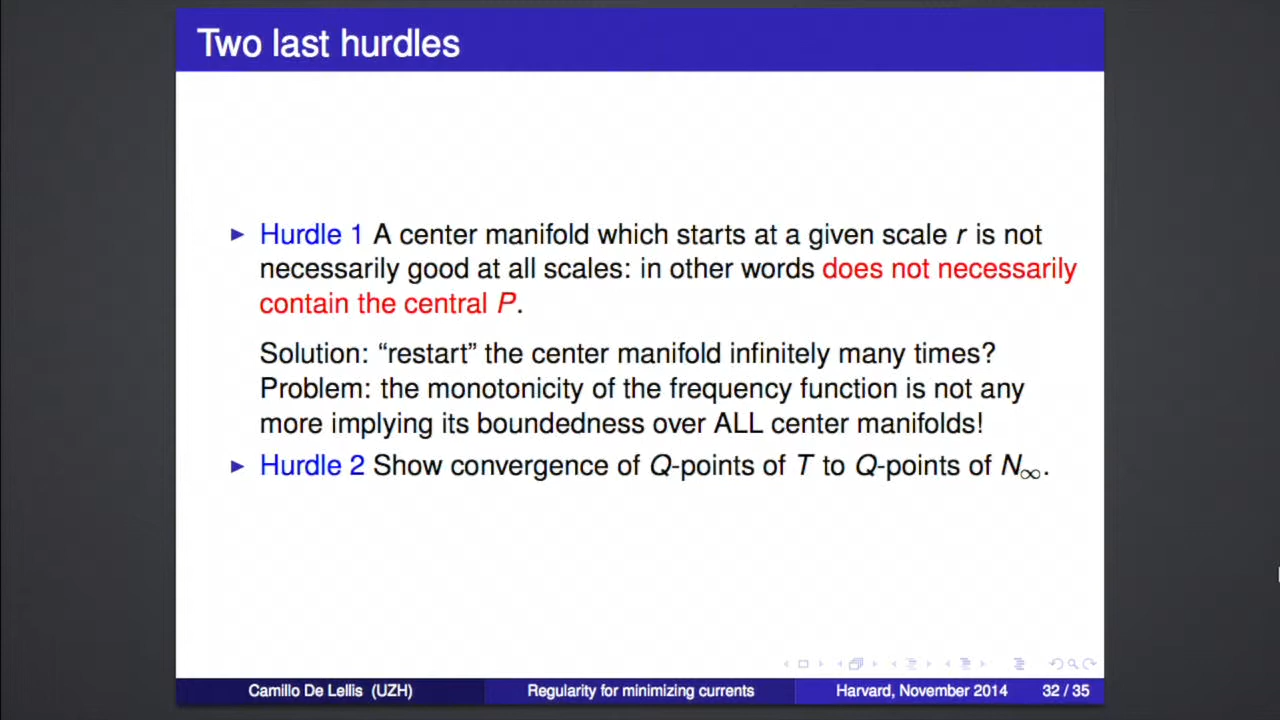 Two last hurdles
▶ Hurdle 1 A center manifold which starts at a given scale r is not
necessarily good at all scales: in other words does not necessarily
contain the central P.
Solution: “restart” the center manifold infinitely many times?
Problem: the monotonicity of the frequency function is not any
more implying its boundedness over ALL center manifolds!
▶ Hurdle 2 Show convergence of Q-points of T to Q-points of N∞.
Camillo De Lellis (UZH) Regularity for minimizing currents Harvard, November 2014 32 / 35